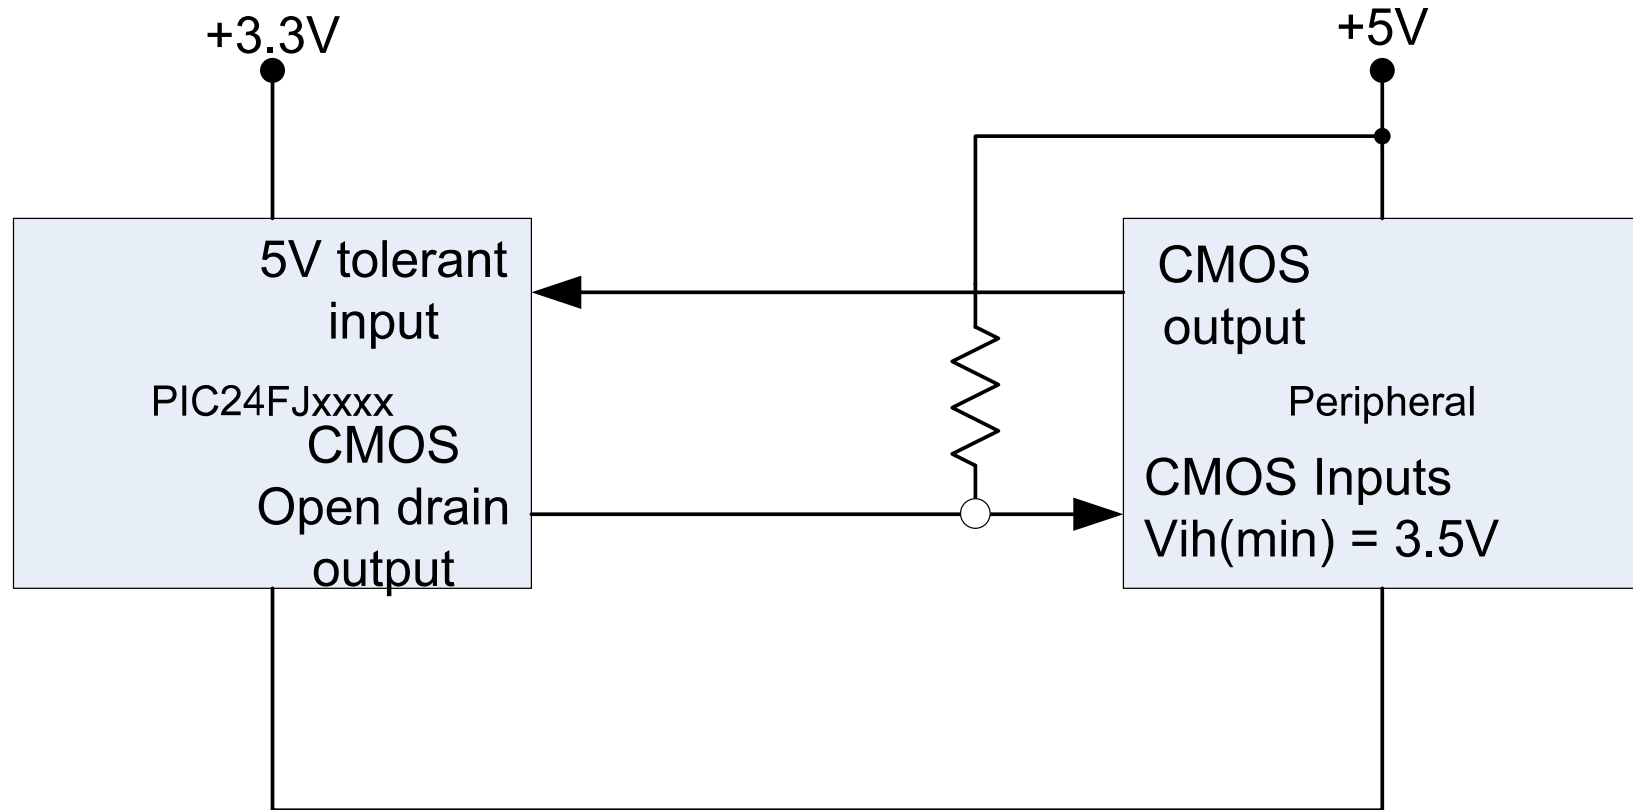 +3.3V
+5V
5V tolerant
input
PIC24FJxxxx
CMOS
Open drain
output
CMOS
output
Peripheral
CMOS Inputs
Vih(min) = 3.5V